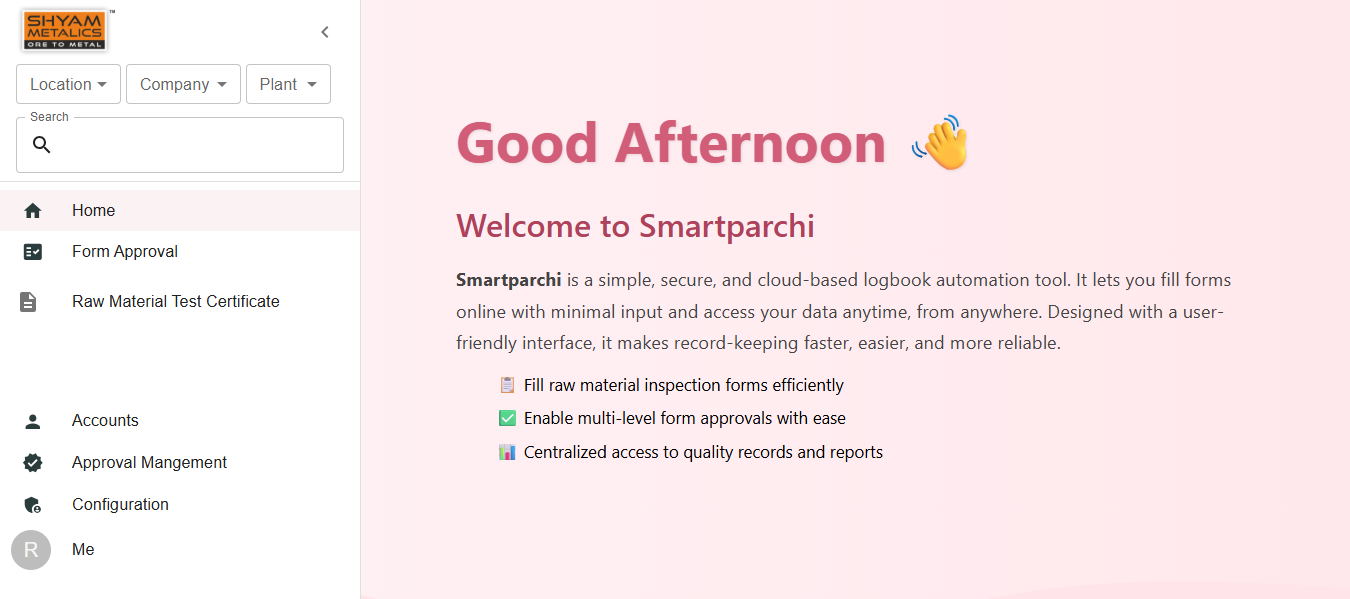 SHYAM
METALICS
ORE TO METAL
TM
Location
Company
Plant
Search
Home
Form Approval
Raw Material Test Certificate
Accounts
Approval Mangement
Configuration
R
Me
Good Afternoon 👋
Welcome to Smartparchi
Smartparchi is a simple, secure, and cloud-based logbook automation tool. It lets you fill forms
online with minimal input and access your data anytime, from anywhere. Designed with a user-
friendly interface, it makes record-keeping faster, easier, and more reliable.
📋 Fill raw material inspection forms efficiently
✅ Enable multi-level form approvals with ease
📊 Centralized access to quality records and reports